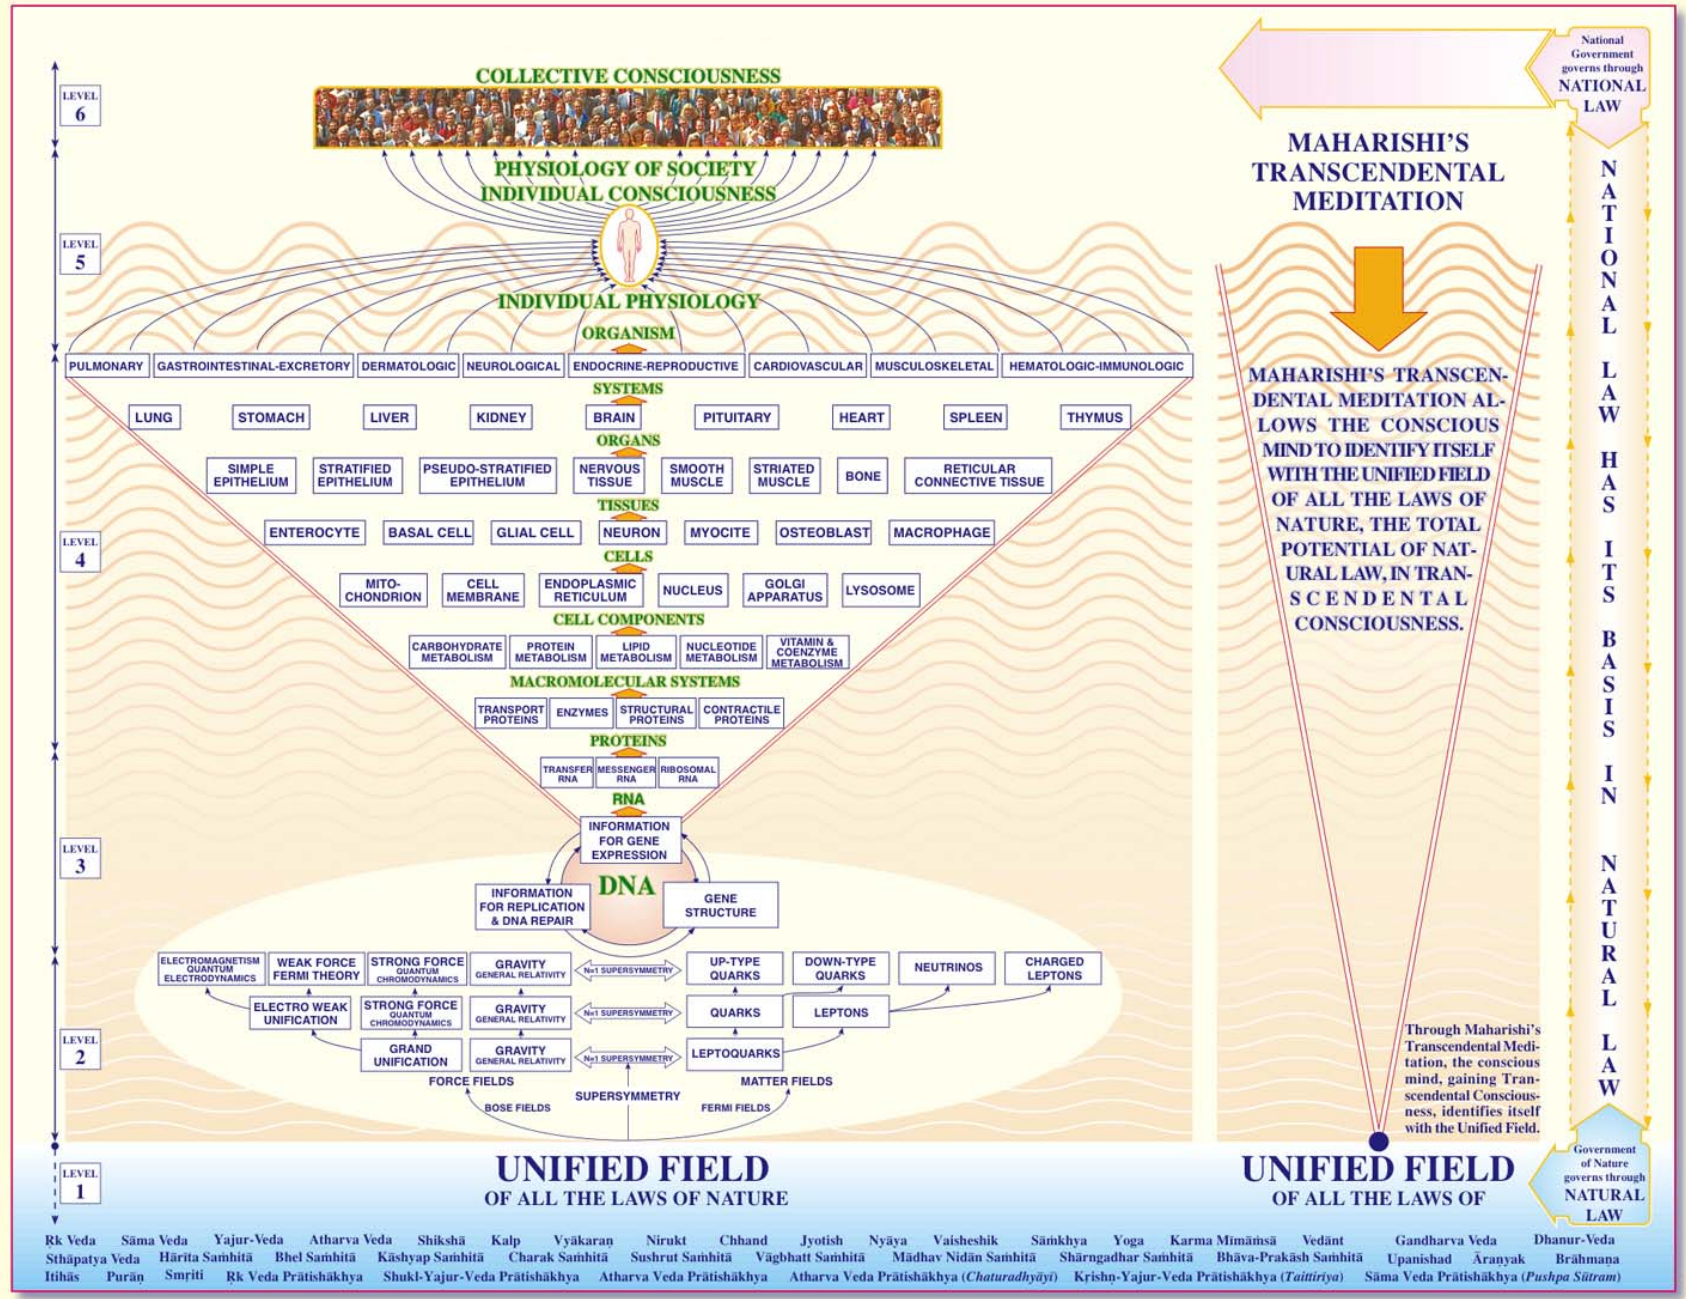 COLLECTIVE CONSCIOUSNESS
LEVEL
6
PHYSIOLOGY OF SOCIETY
INDIVIDUAL CONSCIOUSNESS
LEVEL
5
INDIVIDUAL PHYSIOLOGY
ORGANISM
PULMONARY GASTROINTESTINAL-EXCRETORY DERMATOLOGIC NEUROLOGICAL ENDOCRINE-REPRODUCTIVE CARDIOVASCULAR MUSCULOSKELETAL HEMATOLOGIC-IMMUNOLOGIC
SYSTEMS
LUNG STOMACH LIVER KIDNEY BRAIN PITUITARY HEART SPLEEN THYMUS
ORGANS
SIMPLE
EPITHELIUM
STRATIFIED
EPITHELIUM
PSEUDO-STRATIFIED
EPITHELIUM
NERVOUS
TISSUE
SMOOTH
MUSCLE
STRIATED
MUSCLE
BONE
RETICULAR
CONNECTIVE TISSUE
TISSUES
LEVEL
4
ENTEROCYTE BASAL CELL GLIAL CELL NEURON MYOCITE OSTEOBLAST MACROPHAGE
CELLS
MITO-
CHONDRION
CELL
MEMBRANE
ENDOPLASMIC
RETICULUM
NUCLEUS
GOLGI
APPARATUS
LYSOSOME
CELL COMPONENTS
CARBOHYDRATE
METABOLISM
PROTEIN
METABOLISM
LIPID
METABOLISM
NUCLEOTIDE
METABOLISM
VITAMIN &
COENZYME
METABOLISM
MACROMOLECULAR SYSTEMS
TRANSPORT
PROTEINS
ENZYMES
STRUCTURAL
PROTEINS
CONTRACTILE
PROTEINS
PROTEINS
TRANSFER
RNA
MESSENGER
RNA
RIBOSOMAL
RNA
RNA
LEVEL
3
INFORMATION
FOR GENE
EXPRESSION
DNA
INFORMATION
FOR REPLICATION
& DNA REPAIR
GENE
STRUCTURE
ELECTROMAGNETISM
QUANTUM
ELECTRODYNAMICS
WEAK FORCE
FERMI THEORY
STRONG FORCE
QUANTUM
CHROMODYNAMICS
GRAVITY
GENERAL RELATIVITY
N=1 SUPERSYMMETRY
UP-TYPE
QUARKS
DOWN-TYPE
QUARKS
NEUTRINOS
CHARGED
LEPTONS
ELECTRO WEAK
UNIFICATION
STRONG FORCE
QUANTUM
CHROMODYNAMICS
GRAVITY
GENERAL RELATIVITY
N=1 SUPERSYMMETRY
QUARKS
LEPTONS
LEVEL
2
GRAND
UNIFICATION
GRAVITY
GENERAL RELATIVITY
N=1 SUPERSYMMETRY
LEPTOQUARKS
FORCE FIELDS
MATTER FIELDS
SUPERSYMMETRY
BOSE FIELDS
FERMI FIELDS
LEVEL
1
UNIFIED FIELD
OF ALL THE LAWS OF NATURE
MAHARISHI'S
TRANSCENDENTAL
MEDITATION
MAHARISHI'S TRANSCEN-
DENTAL MEDITATION AL-
LOWS THE CONSCIOUS
MIND TO IDENTIFY ITSELF
WITH THE UNIFIED FIELD
OF ALL THE LAWS OF
NATURE, THE TOTAL
POTENTIAL OF NAT-
URAL LAW, IN TRAN-
SCENDENTAL
CONSCIOUSNESS.
Through Maharishi's
Transcendental Medi-
tation, the conscious
mind, gaining Tran-
scendental Conscious-
ness, identifies itself
with the Unified Field.
UNIFIED FIELD
OF ALL THE LAWS OF
National
Government
governs through
NATIONAL
LAW
NATIONAL LAW HAS ITS BASIS IN NATURAL LAW
Government
of Nature
governs through
NATURAL
LAW
Ṛk Veda Sāma Veda Yajur-Veda Atharva Veda Shikshā Kalp Vyākaraṇ Nirukt Chhand Jyotish Nyāya Vaisheshik Sāṁkhya Yoga Karma Mīmāṁsā Vedānt Gandharva Veda Dhanur-Veda
Sthāpatya Veda Hārīta Saṁhitā Bhel Saṁhitā Kāshyap Saṁhitā Charak Saṁhitā Sushrut Saṁhitā Vāgbhatt Saṁhitā Mādhav Nidān Saṁhitā Shārngadhar Saṁhitā Bhāva-Prakāsh Saṁhitā Upanishad Āraṇyak Brāhmaṇa
Itihās Purāṇ Smṛiti Ṛk Veda Prātishākhya Shukl-Yajur-Veda Prātishākhya Atharva Veda Prātishākhya Atharva Veda Prātishākhya (Chaturadhyāyī) Kṛishṇ-Yajur-Veda Prātishākhya (Taittirīya) Sāma Veda Prātishākhya (Pushpa Sūtram)